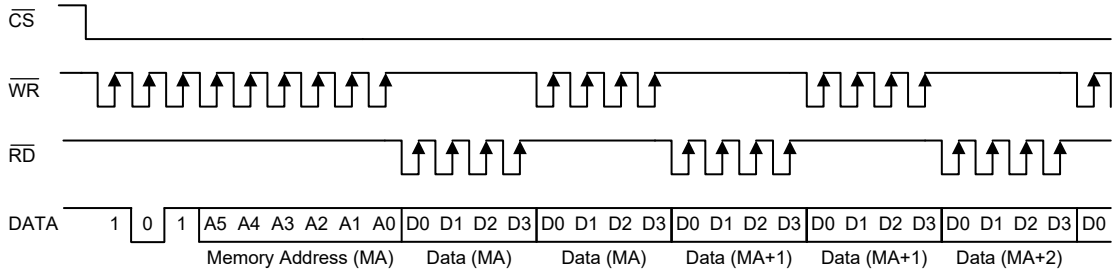 CS
WR
RD
DATA 1 0 1 A5 A4 A3 A2 A1 A0 D0 D1 D2 D3 D0 D1 D2 D3 D0 D1 D2 D3 D0 D1 D2 D3 D0 D1 D2 D3 D0
Memory Address (MA) Data (MA) Data (MA) Data (MA+1) Data (MA+1) Data (MA+2)